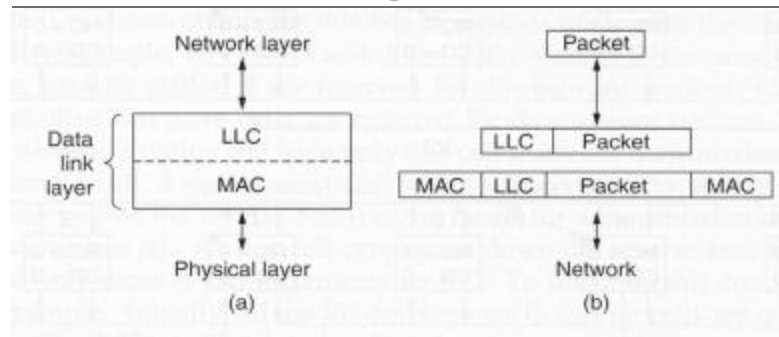 Network layer
Packet
Data link layer
LLC
MAC
LLC Packet
MAC LLC Packet MAC
Physical layer
Network
(a)
(b)